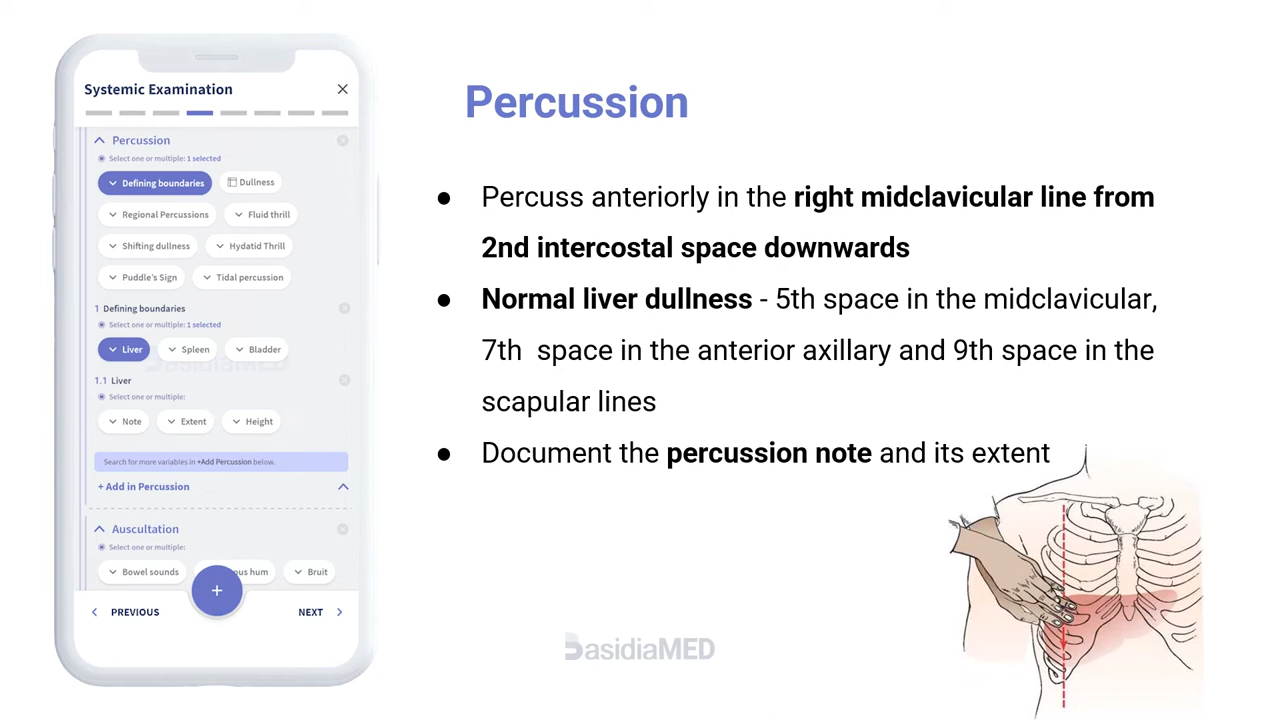 Systemic Examination
Percussion
Select one or multiple: 1 selected
Defining boundaries
Dullness
Regional Percussions
Fluid thrill
Shifting dullness
Hydatid Thrill
Puddle's Sign
Tidal percussion
1 Defining boundaries
Select one or multiple: 1 selected
Liver
Spleen
Bladder
1.1 Liver
Select one or multiple:
Note
Extent
Height
Search for more variables in +Add Percussion below.
+ Add in Percussion
Auscultation
Select one or multiple:
Bowel sounds
hum
Bruit
+
PREVIOUS
NEXT
Percussion
● Percuss anteriorly in the right midclavicular line from
2nd intercostal space downwards
● Normal liver dullness - 5th space in the midclavicular,
7th space in the anterior axillary and 9th space in the
scapular lines
● Document the percussion note and its extent
BasidiaMED